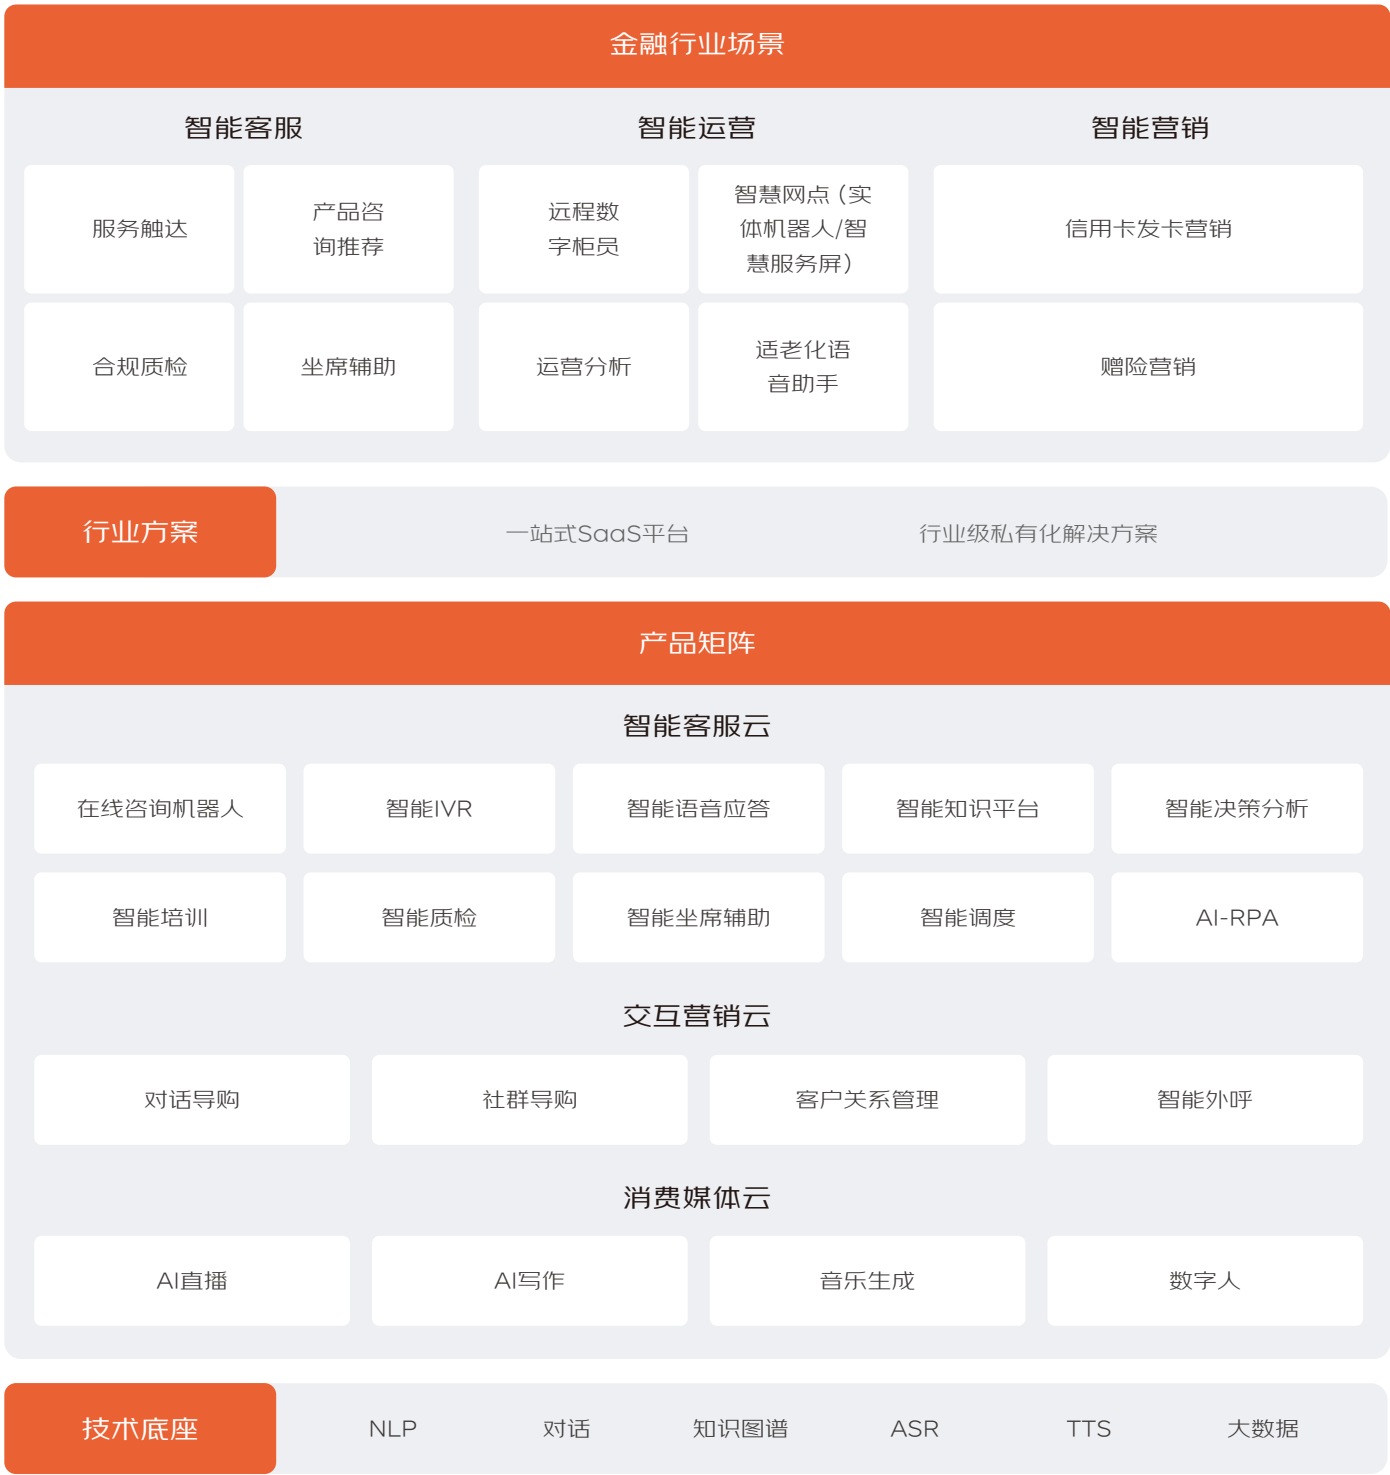 金融行业场景
智能客服
智能运营
智能营销
服务触达
产品咨
询推荐
远程数
字柜员
智慧网点（实
体机器人/智
慧服务屏）
信用卡发卡营销
合规质检
坐席辅助
运营分析
适老化语
音助手
赠险营销
行业方案
一站式SaaS平台
行业级私有化解决方案
产品矩阵
智能客服云
在线咨询机器人
智能IVR
智能语音应答
智能知识平台
智能决策分析
智能培训
智能质检
智能坐席辅助
智能调度
AI-RPA
交互营销云
对话导购
社群导购
客户关系管理
智能外呼
消费媒体云
AI直播
AI写作
音乐生成
数字人
技术底座
NLP
对话
知识图谱
ASR
TTS
大数据